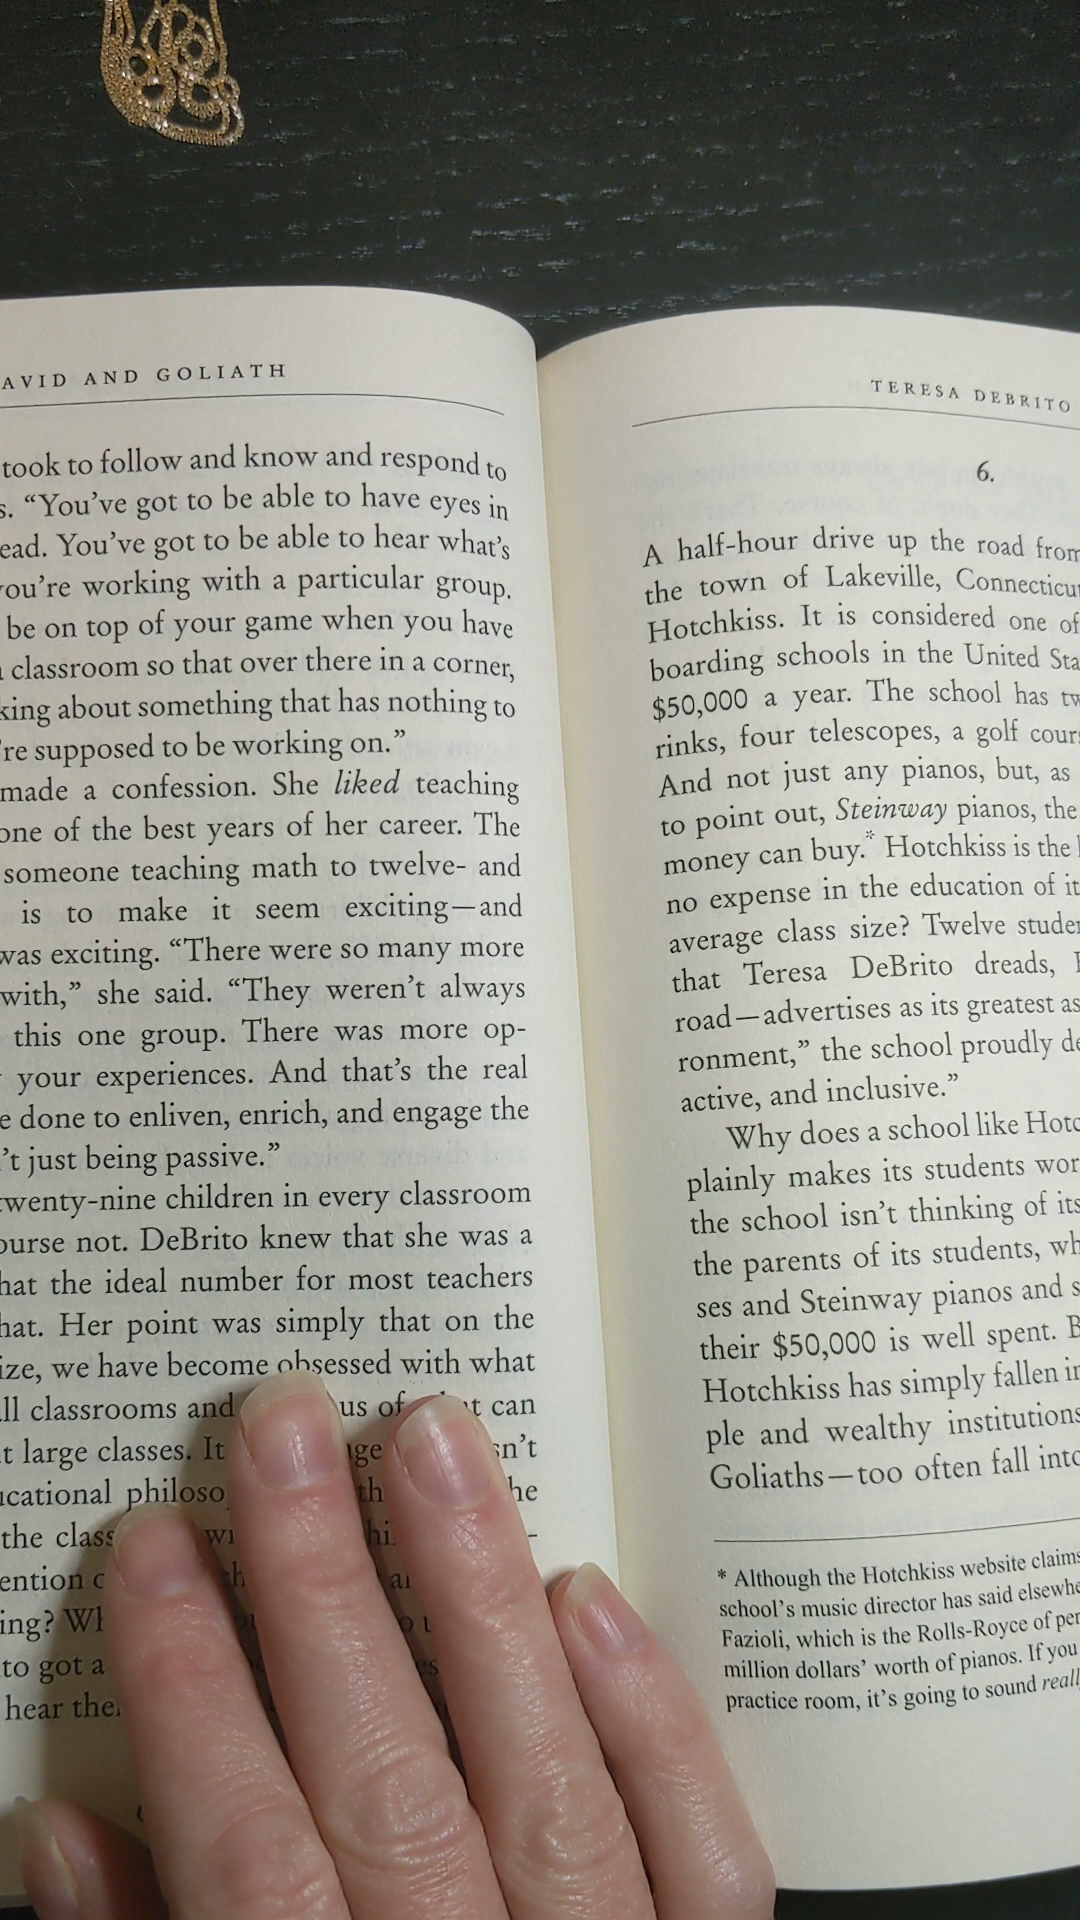 AVID AND GOLIATH
took to follow and know and respond to
s. “You’ve got to be able to have eyes in
ead. You’ve got to be able to hear what’s
you’re working with a particular group.
be on top of your game when you have
classroom so that over there in a corner,
king about something that has nothing to
’re supposed to be working on.”
made a confession. She liked teaching
one of the best years of her career. The
someone teaching math to twelve- and
is to make it seem exciting—and
was exciting. “There were so many more
with,” she said. “They weren’t always
this one group. There was more op-
your experiences. And that’s the real
e done to enliven, enrich, and engage the
’t just being passive.”
twenty-nine children in every classroom
ourse not. DeBrito knew that she was a
hat the ideal number for most teachers
hat. Her point was simply that on the
ize, we have become obsessed with what
ll classrooms and us of can
t large classes. It
ucational philoso he
the class
ention
ing? Wh
to got a
hear the
TERESA DEBRITO
6.
A half-hour drive up the road from
the town of Lakeville, Connecticut
Hotchkiss. It is considered one of
boarding schools in the United Sta
$50,000 a year. The school has tw
rinks, four telescopes, a golf cours
And not just any pianos, but, as
to point out, Steinway pianos, the
money can buy.* Hotchkiss is the
no expense in the education of it
average class size? Twelve studen
that Teresa DeBrito dreads, H
road—advertises as its greatest as
ronment,” the school proudly de
active, and inclusive.”
Why does a school like Hotc
plainly makes its students wor
the school isn’t thinking of its
the parents of its students, wh
ses and Steinway pianos and s
their $50,000 is well spent. B
Hotchkiss has simply fallen in
ple and wealthy institutions
Goliaths—too often fall into
* Although the Hotchkiss website claims
school’s music director has said elsewhe
Fazioli, which is the Rolls-Royce of per
million dollars’ worth of pianos. If you
practice room, it’s going to sound really